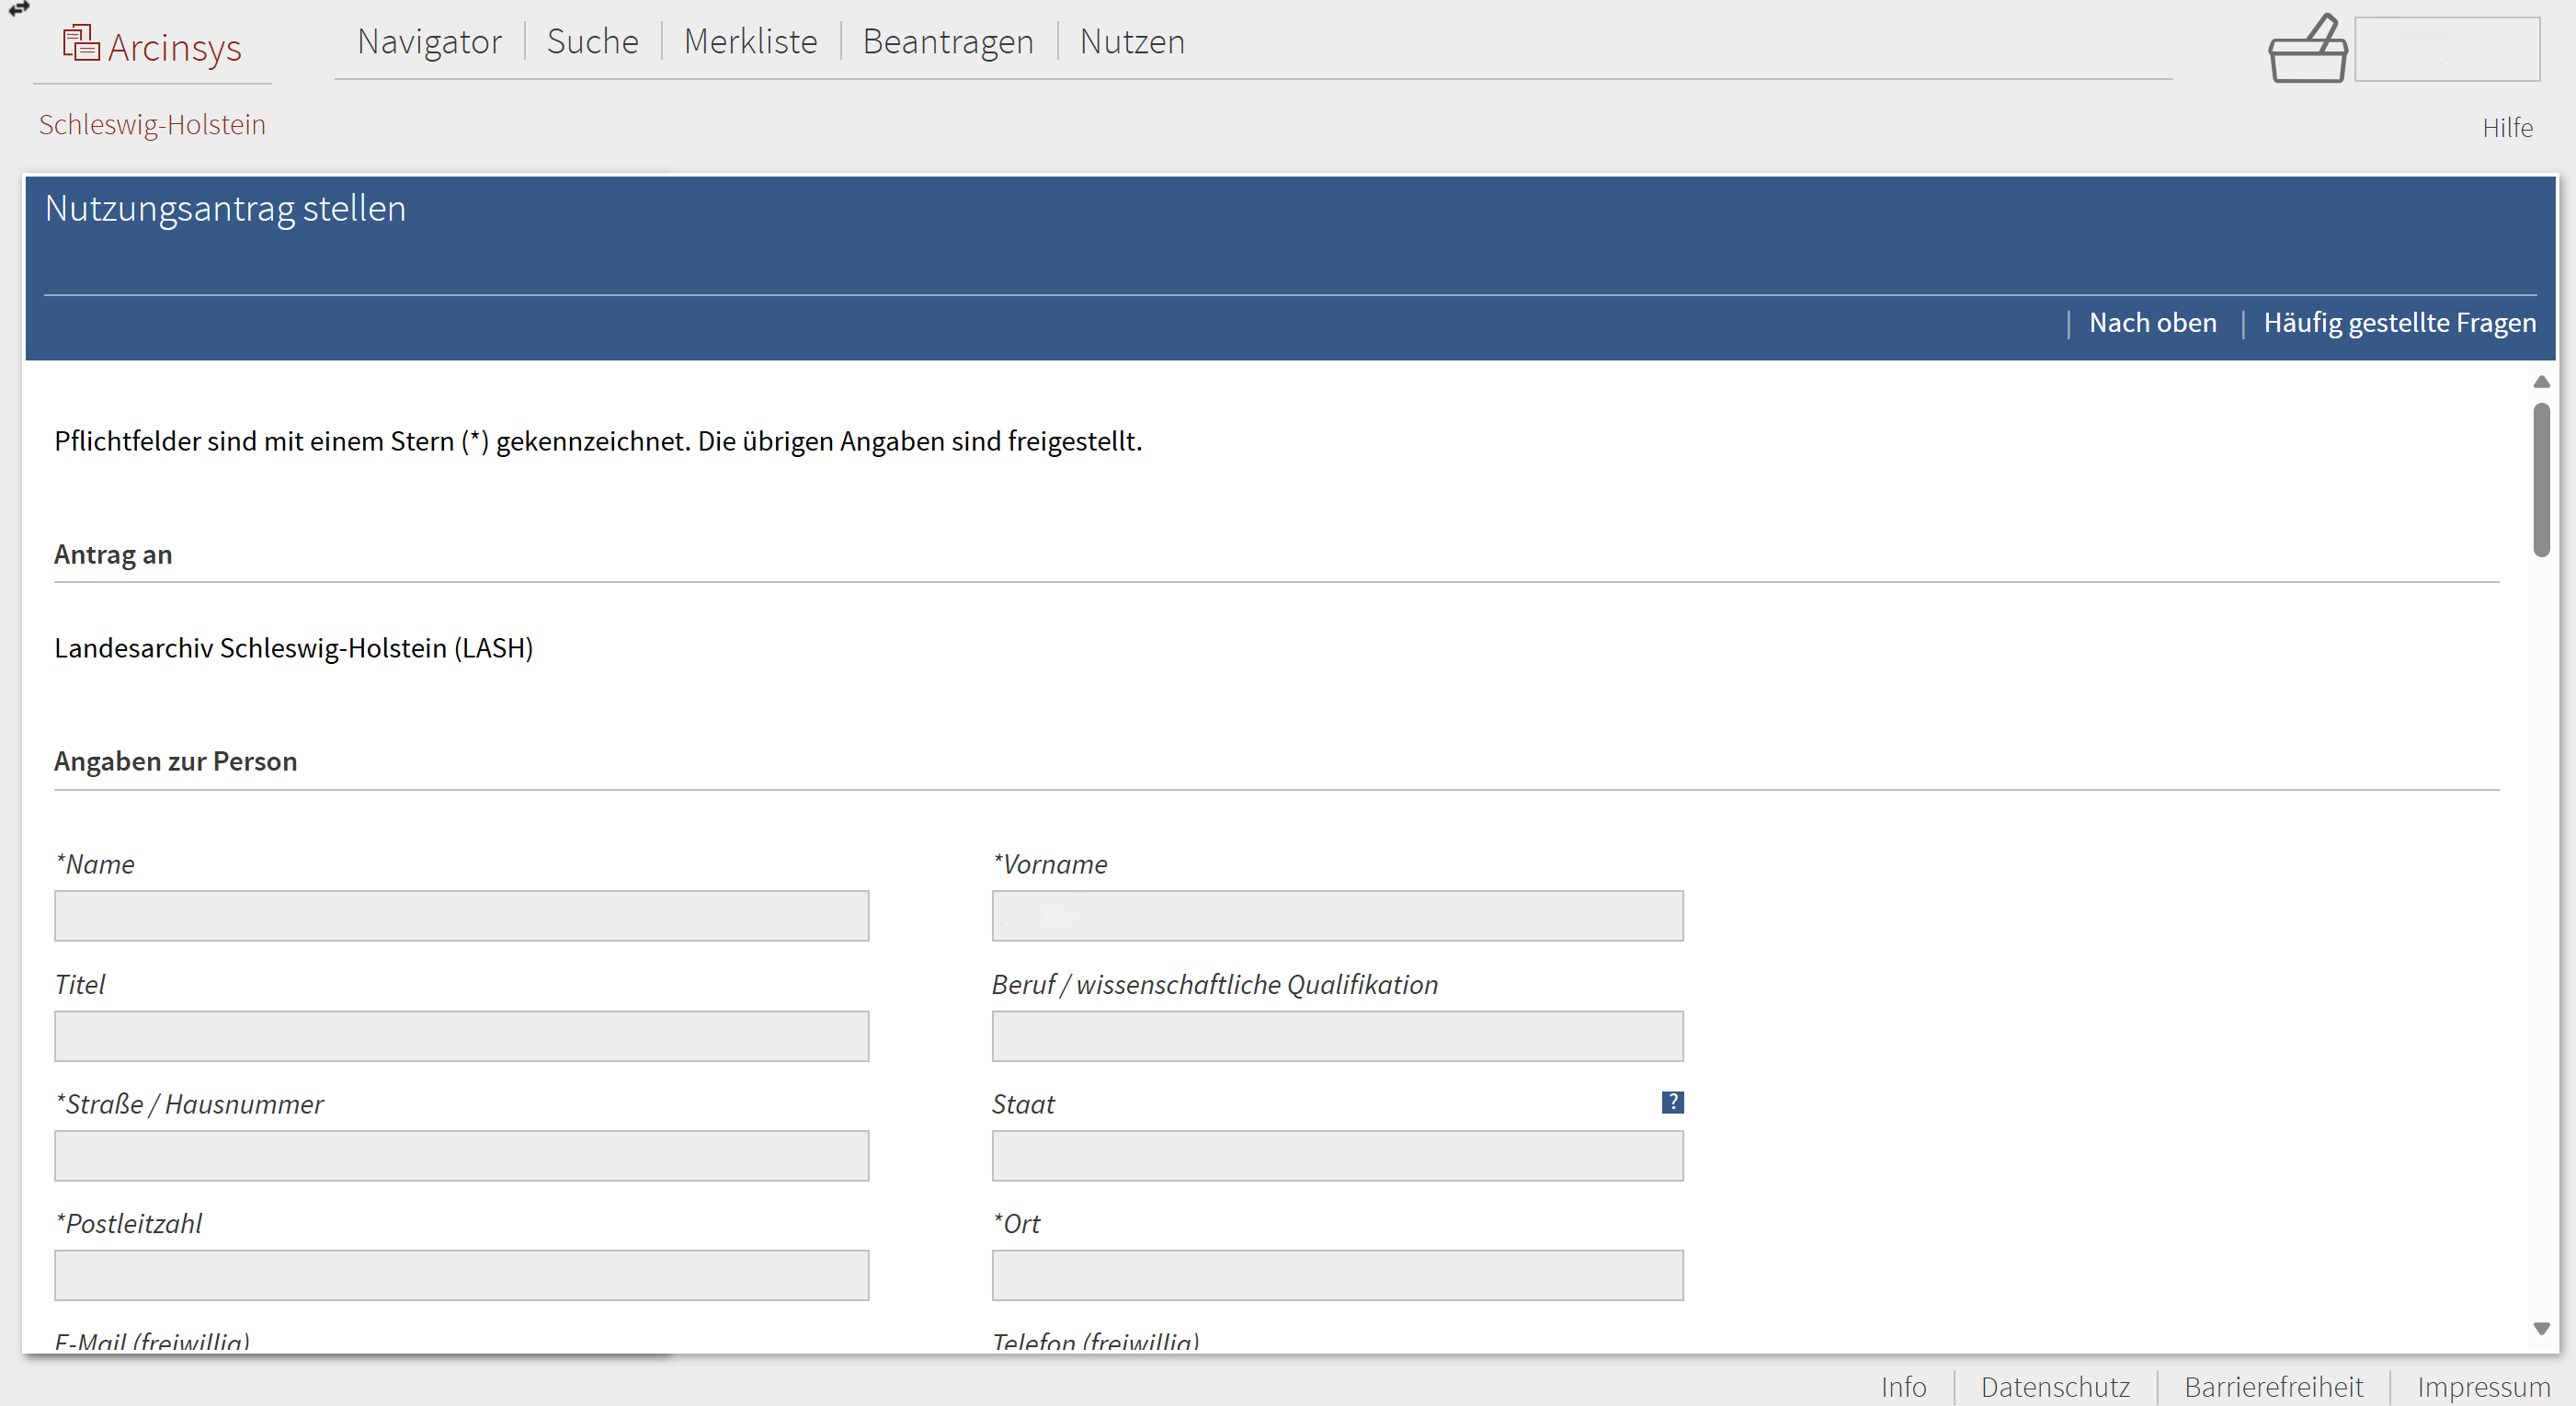 Arcinsys
Navigator
Suche
Merkliste
Beantragen
Nutzen
Schleswig-Holstein
Hilfe
Nutzungsantrag stellen
Nach oben
Häufig gestellte Fragen
Pflichtfelder sind mit einem Stern (*) gekennzeichnet. Die übrigen Angaben sind freigestellt.
Antrag an
Landesarchiv Schleswig-Holstein (LASH)
Angaben zur Person
*Name
*Vorname
Titel
Beruf / wissenschaftliche Qualifikation
*Straße / Hausnummer
Staat
?
*Postleitzahl
*Ort
E-Mail (freiwillig)
Telefon (freiwillig)
Info
Datenschutz
Barrierefreiheit
Impressum